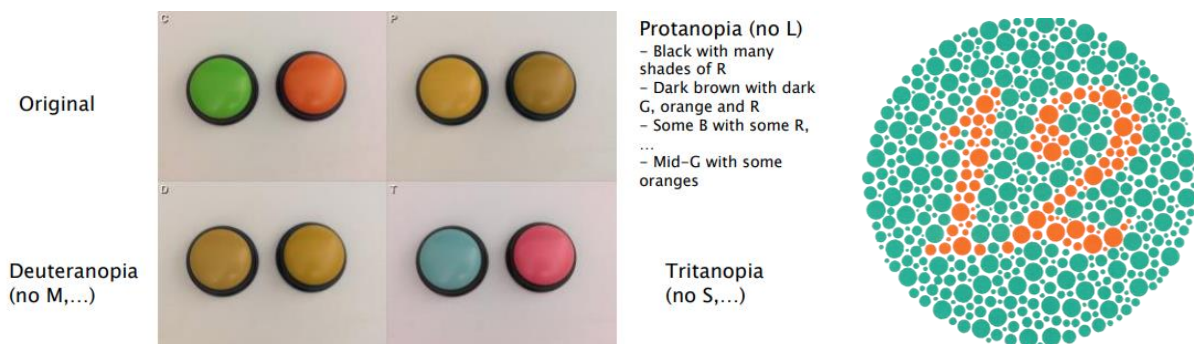 C
P
Original
D
T
Deuteranopia
(no M,...)
Protanopia (no L)
– Black with many
shades of R
– Dark brown with dark
G, orange and R
– Some B with some R,
...
– Mid-G with some
oranges
Tritanopia
(no S,...)
12